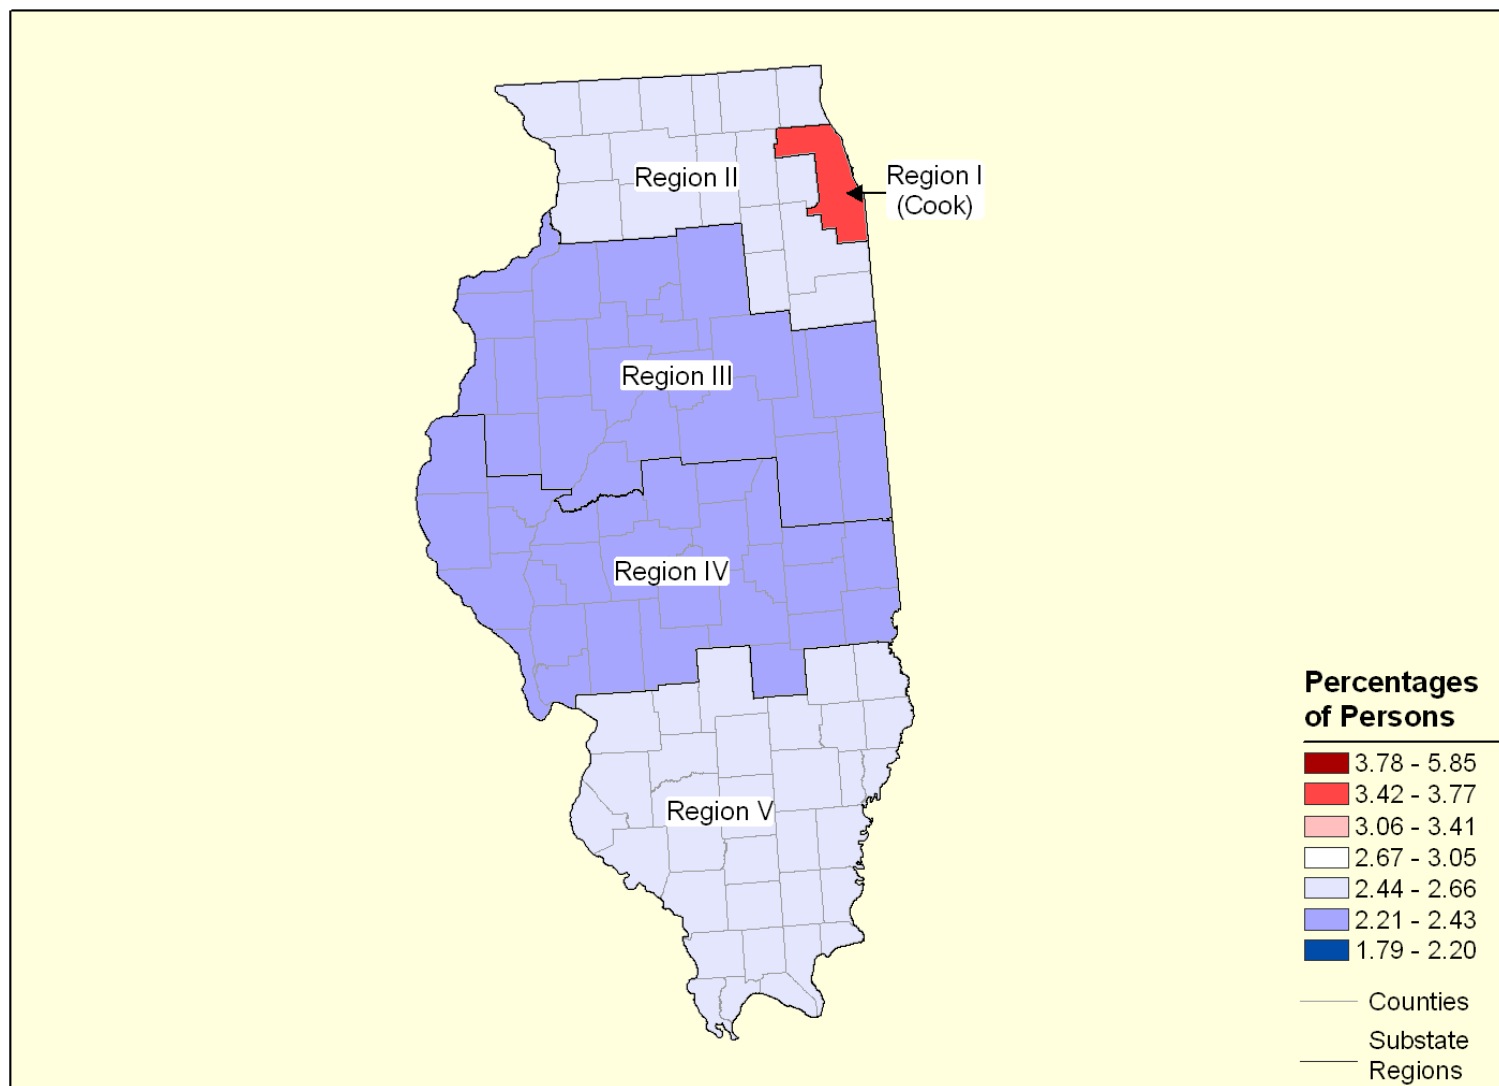 Region II
Region I
(Cook)
Region III
Region IV
Region V
Percentages
of Persons
3.78 - 5.85
3.42 - 3.77
3.06 - 3.41
2.67 - 3.05
2.44 - 2.66
2.21 - 2.43
1.79 - 2.20
Counties
Substate
Regions